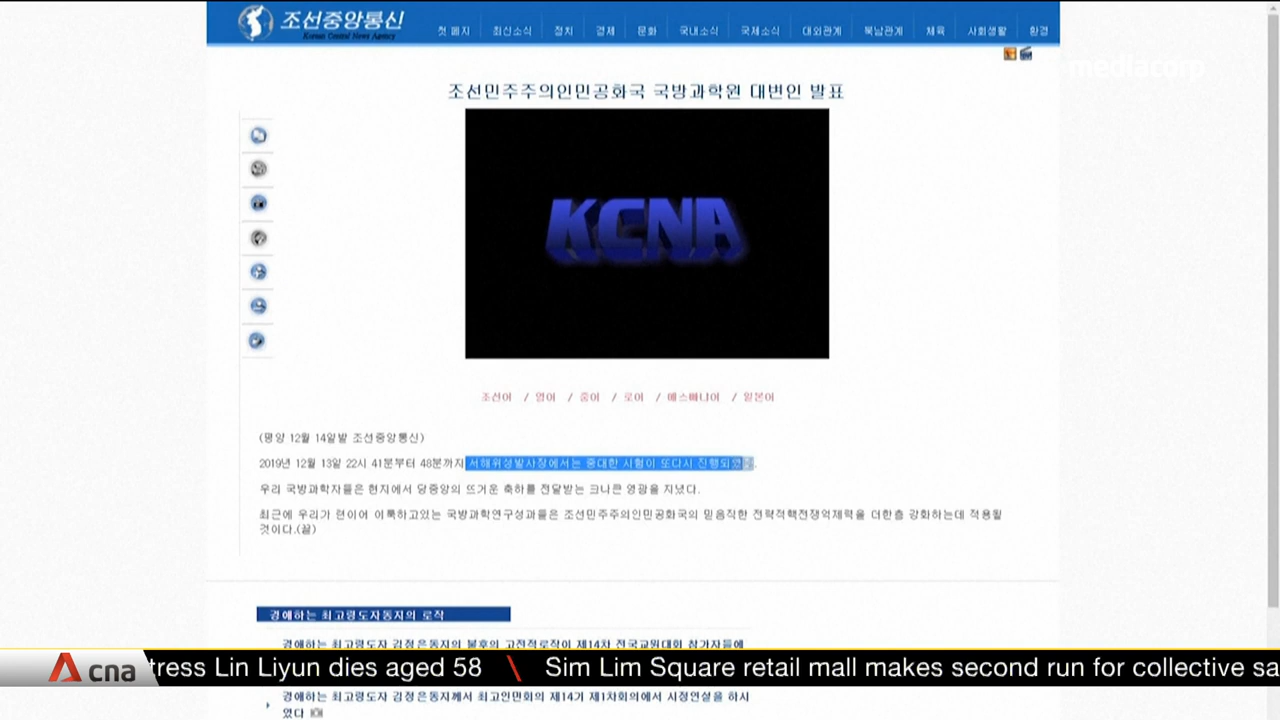 조선중앙통신
Korean Central News Agency
첫 페지 최신소식 정치 경제 문화 국내소식 국제소식 대외관계 북남관계 체육 사회생활 환경
mediacorp
조선민주주의인민공화국 국방과학원 대변인 발표
KCNA
조선어 / 영어 / 중어 / 로어 / 에스빠냐어 / 일본어
(평양 12월 14일발 조선중앙통신)
2019년 12월 13일 22시 41분부터 48분까지 서해위성발사장에서는 중대한 시험이 또다시 진행되였다.
우리 국방과학자들은 현지에서 당중앙의 뜨거운 축하를 전달받는 크나큰 영광을 지녔다.
최근에 우리가 련이어 이룩하고있는 국방과학연구성과들은 조선민주주의인민공화국의 믿음직한 전략적핵전쟁억제력을 더한층 강화하는데 적용될
것이다.(끝)
경애하는 최고령도자동지의 로작
경애하는 최고령도자 김정은동지의 불후의 고전적로작이 제14차 전국교원대회 참가자들에
cna tress Lin Liyun dies aged 58 \ Sim Lim Square retail mall makes second run for collective sa
경애하는 최고령도자 김정은동지께서 최고인민회의 제14기 제1차회의에서 시정연설을 하시
였다